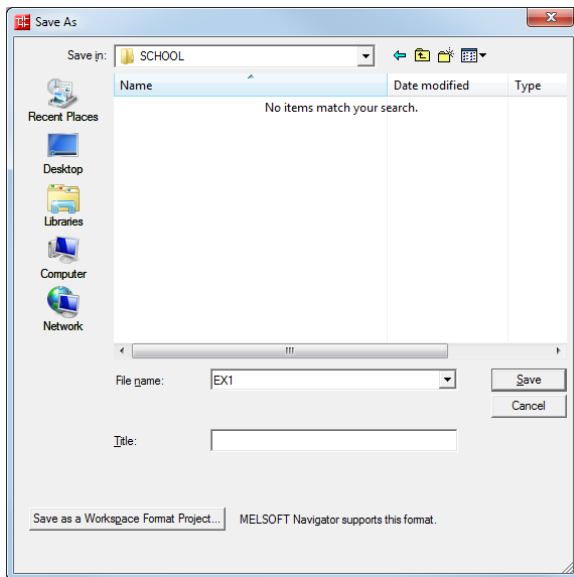 Save As
Save in:
SCHOOL
Name
Date modified
Type
No items match your search.
Recent Places
Desktop
Libraries
Computer
Network
File name:
EX1
Save
Cancel
Title:
Save as a Workspace Format Project...
MELSOFT Navigator supports this format.